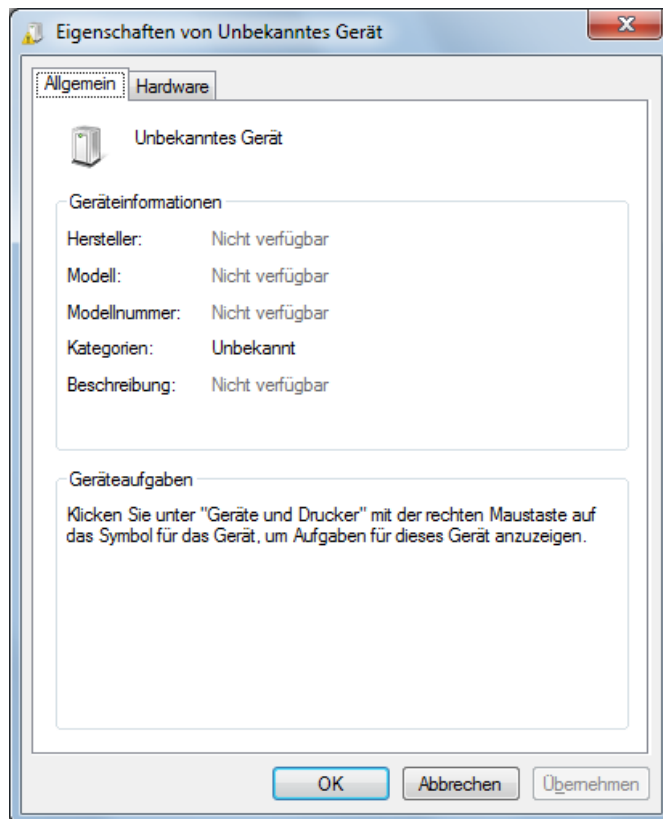 Eigenschaften von Unbekanntes Gerät
Allgemein
Hardware
Unbekanntes Gerät
Geräteinformationen
Hersteller: Nicht verfügbar
Modell: Nicht verfügbar
Modellnummer: Nicht verfügbar
Kategorien: Unbekannt
Beschreibung: Nicht verfügbar
Geräteaufgaben
Klicken Sie unter "Geräte und Drucker" mit der rechten Maustaste auf
das Symbol für das Gerät, um Aufgaben für dieses Gerät anzuzeigen.
OK
Abbrechen
Übernehmen